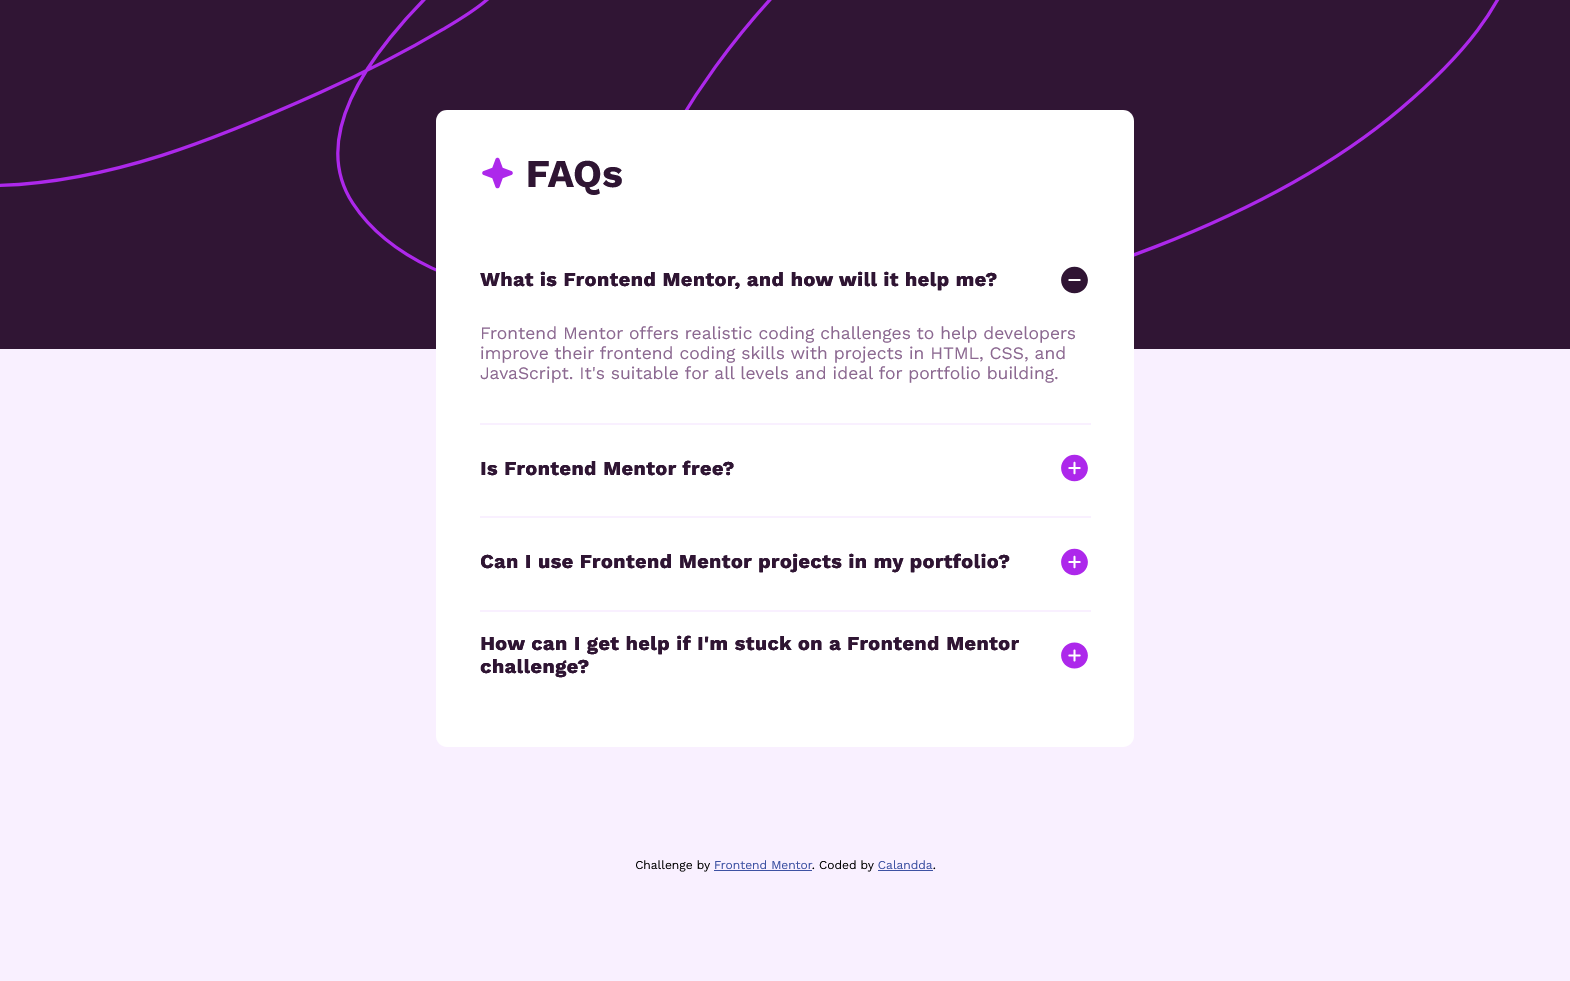 FAQs
What is Frontend Mentor, and how will it help me?
Frontend Mentor offers realistic coding challenges to help developers
improve their frontend coding skills with projects in HTML, CSS, and
JavaScript. It's suitable for all levels and ideal for portfolio building.
Is Frontend Mentor free?
Can I use Frontend Mentor projects in my portfolio?
How can I get help if I'm stuck on a Frontend Mentor
challenge?
Challenge by Frontend Mentor. Coded by Calandda.